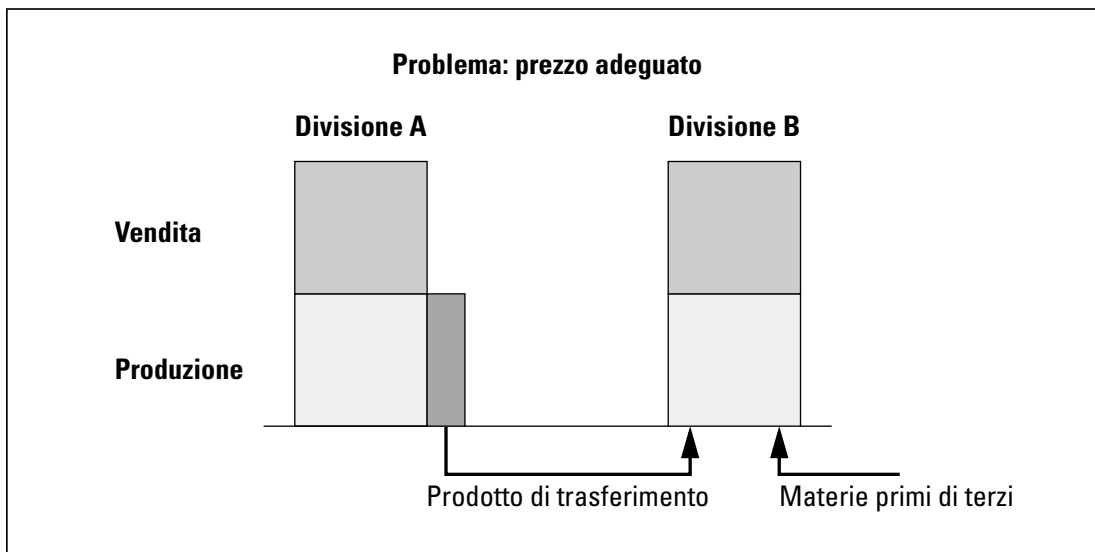 Problema: prezzo adeguato
Divisione A
Divisione B
Vendita
Produzione
Prodotto di trasferimento
Materie primi di terzi